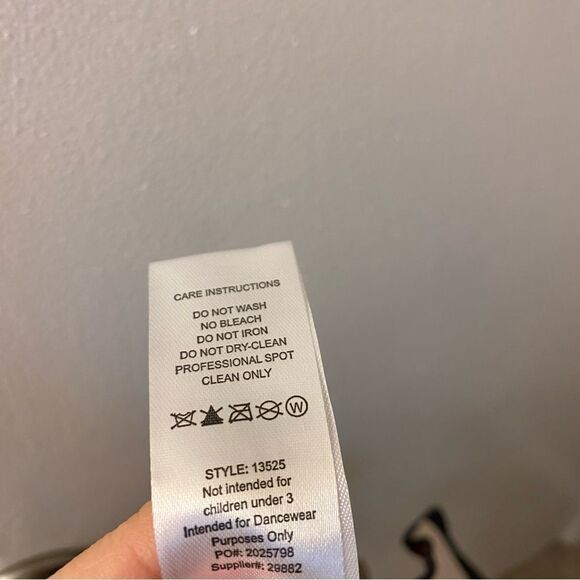 CARE INSTRUCTIONS
DO NOT WASH
NO BLEACH
DO NOT IRON
DO NOT DRY-CLEAN
PROFESSIONAL SPOT
CLEAN ONLY
W
STYLE: 13525
Not intended for
children under 3
Intended for Dancewear
Purposes Only
PO#: 2025798
Supplier#: 29882